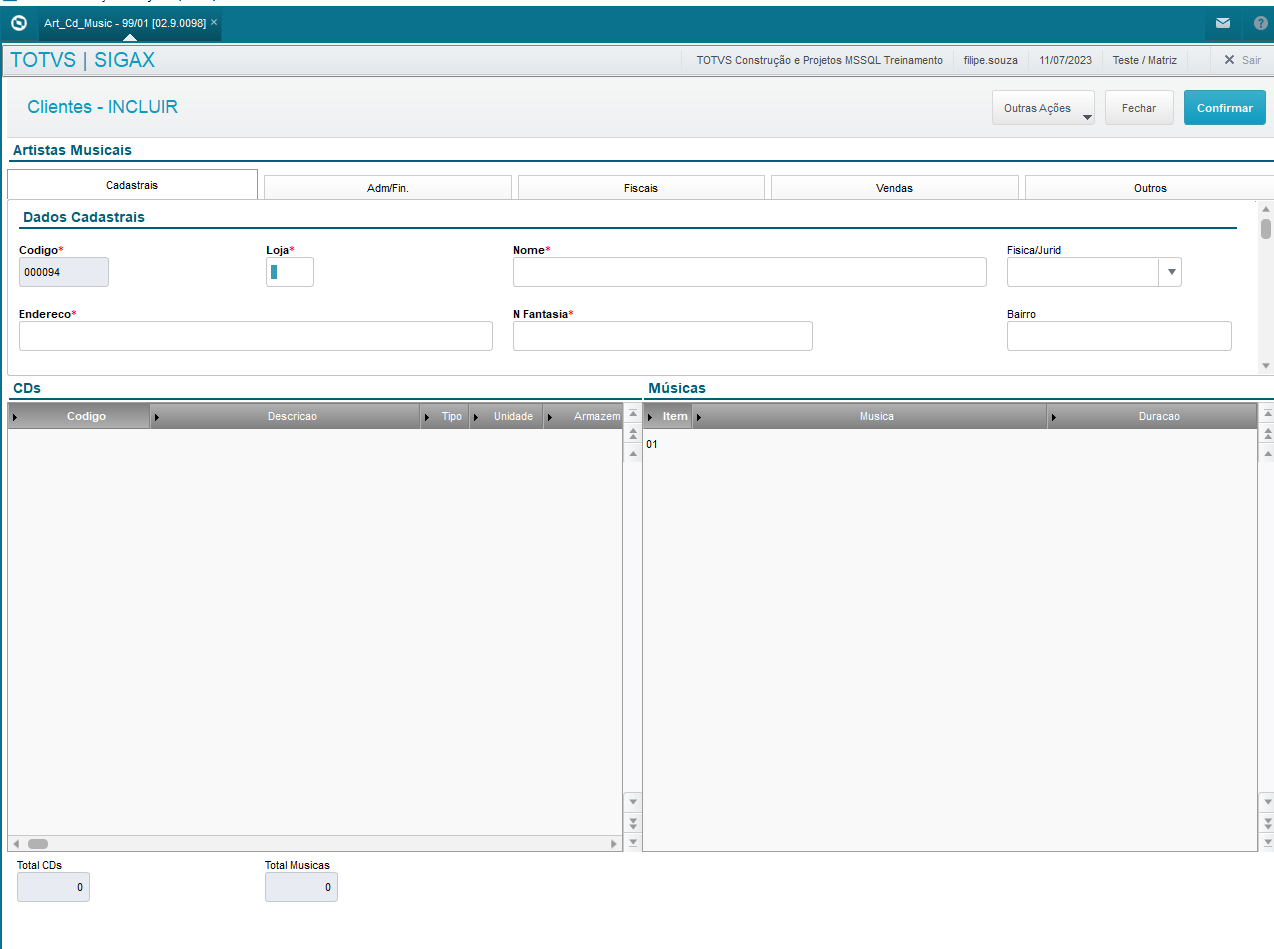 Art_Cd_Music - 99/01 [02.9.0098] ×
TOTVS | SIGAX
TOTVS Construção e Projetos MSSQL Treinamento filipe.souza 11/07/2023 Teste / Matriz Sair
Clientes - INCLUIR
Outras Ações Fechar Confirmar
Artistas Musicais
Cadastrais Adm/Fin. Fiscais Vendas Outros
Dados Cadastrais
Codigo* Loja* Nome* Fisica/Jurid
000094
Endereco* N Fantasia* Bairro
CDs Músicas
Codigo Descricao Tipo Unidade Armazem Item Musica Duracao
01
Total CDs Total Musicas
0 0